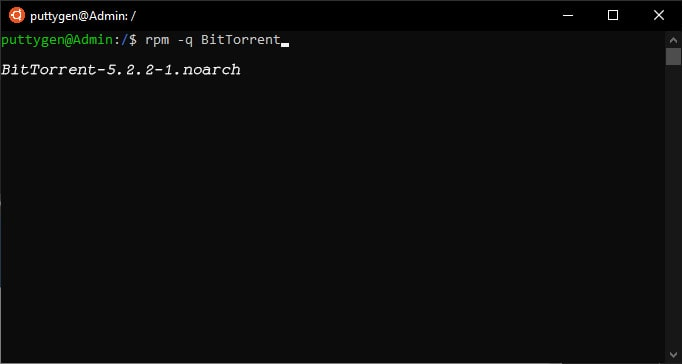 puttygen@Admin: /
puttygen@Admin:/$ rpm -q BitTorrent
BitTorrent-5.2.2-1.noarch